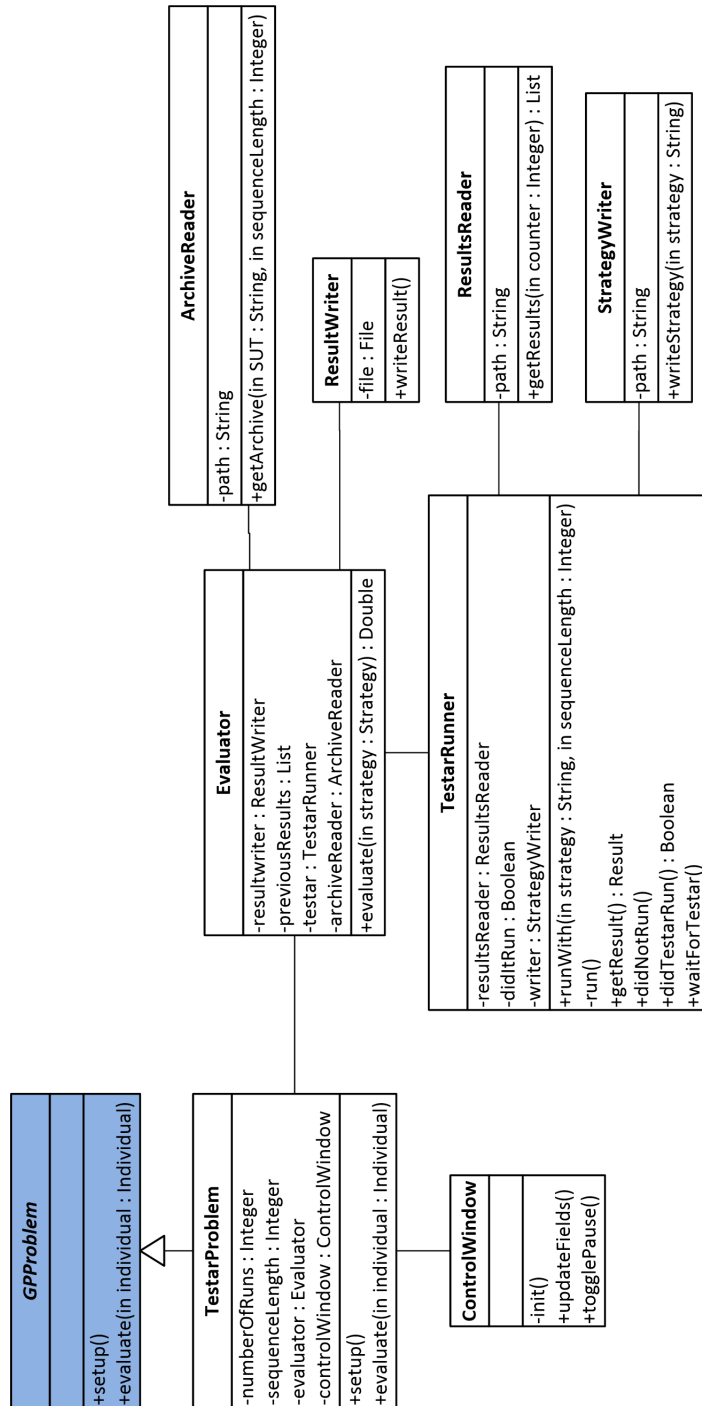 GPProblem
+setup()
+evaluate(in individual : Individual)
TestarProblem
-numberOfRuns : Integer
-sequenceLength : Integer
-evaluator : Evaluator
-controlWindow : ControlWindow
+setup()
+evaluate(in individual : Individual)
ControlWindow
-init()
+updateFields()
+togglePause()
Evaluator
-resultwriter : ResultWriter
-previousResults : List
-testar : TestarRunner
-archiveReader : ArchiveReader
+evaluate(in strategy : Strategy) : Double
TestarRunner
-resultsReader : ResultsReader
-didItRun : Boolean
-writer : StrategyWriter
+runWith(in strategy : String, in sequenceLength : Integer)
-run()
+getResult() : Result
+didNotRun()
+didTestarRun() : Boolean
+waitForTestar()
ArchiveReader
-path : String
+getArchive(in SUT : String, in sequenceLength : Integer)
ResultWriter
-file : File
+writeResult()
ResultsReader
-path : String
+getResults(in counter : Integer) : List
StrategyWriter
-path : String
+writeStrategy(in strategy : String)